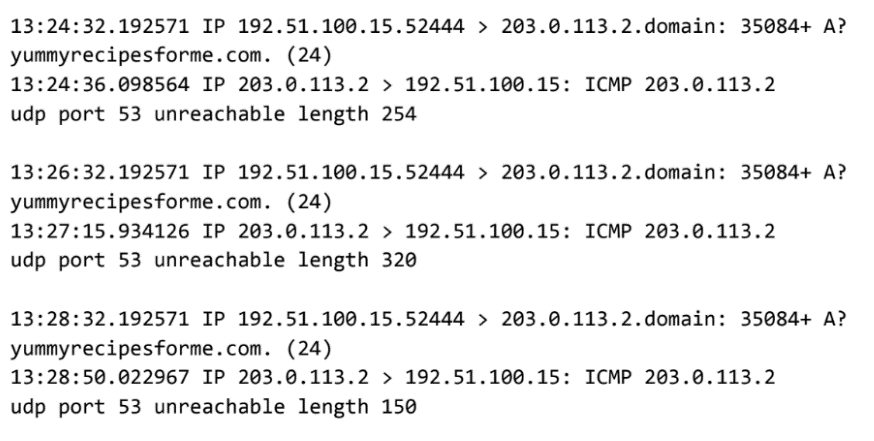 13:24:32.192571 IP 192.51.100.15.52444 > 203.0.113.2.domain: 35084+ A?
yummyrecipesforme.com. (24)
13:24:36.098564 IP 203.0.113.2 > 192.51.100.15: ICMP 203.0.113.2
udp port 53 unreachable length 254

13:26:32.192571 IP 192.51.100.15.52444 > 203.0.113.2.domain: 35084+ A?
yummyrecipesforme.com. (24)
13:27:15.934126 IP 203.0.113.2 > 192.51.100.15: ICMP 203.0.113.2
udp port 53 unreachable length 320

13:28:32.192571 IP 192.51.100.15.52444 > 203.0.113.2.domain: 35084+ A?
yummyrecipesforme.com. (24)
13:28:50.022967 IP 203.0.113.2 > 192.51.100.15: ICMP 203.0.113.2
udp port 53 unreachable length 150